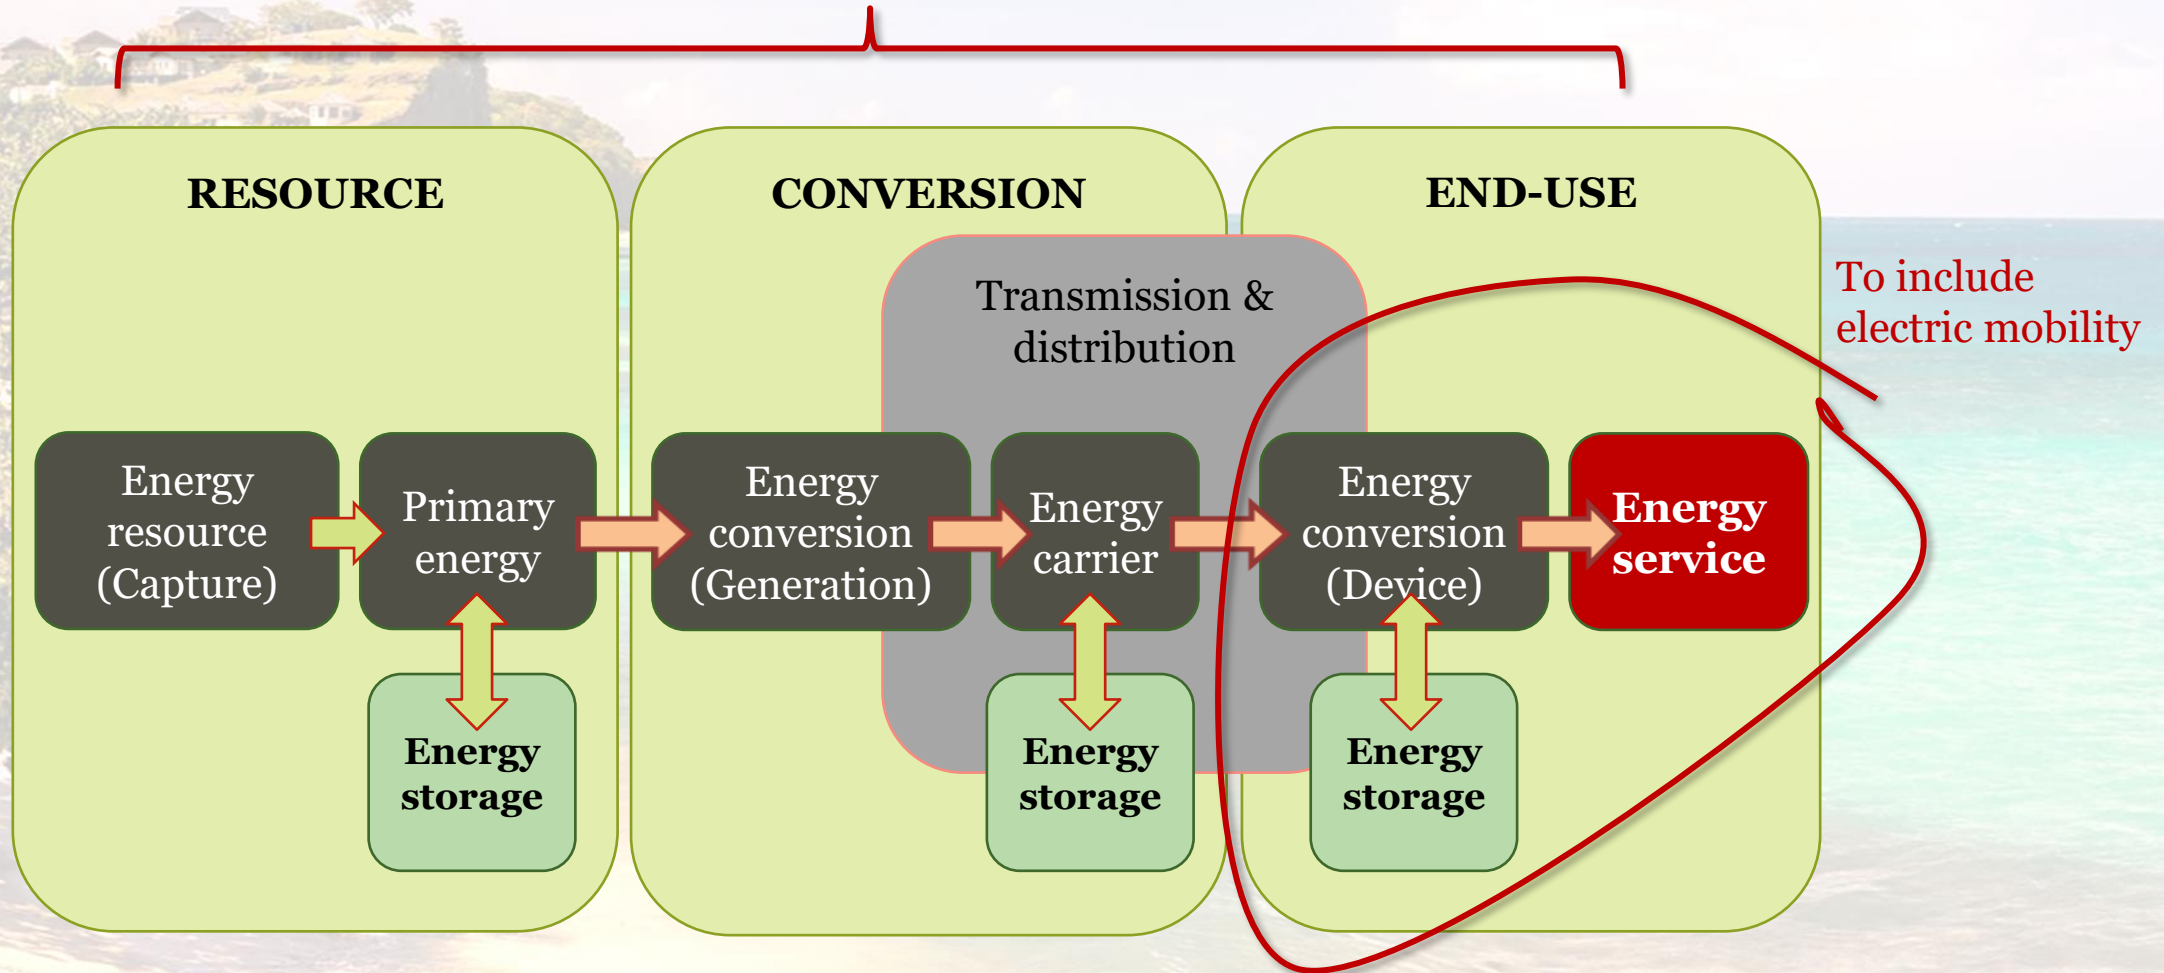 RESOURCE
CONVERSION
END-USE
Transmission &
distribution
To include
electric mobility
Energy
resource
(Capture)
Primary
energy
Energy
conversion
(Generation)
Energy
carrier
Energy
conversion
(Device)
Energy
service
Energy
storage
Energy
storage
Energy
storage